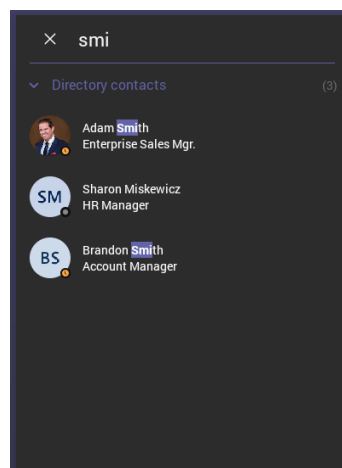 smi
Directory contacts (3)
Adam Smith
Enterprise Sales Mgr.
SM
Sharon Miskewicz
HR Manager
BS
Brandon Smith
Account Manager